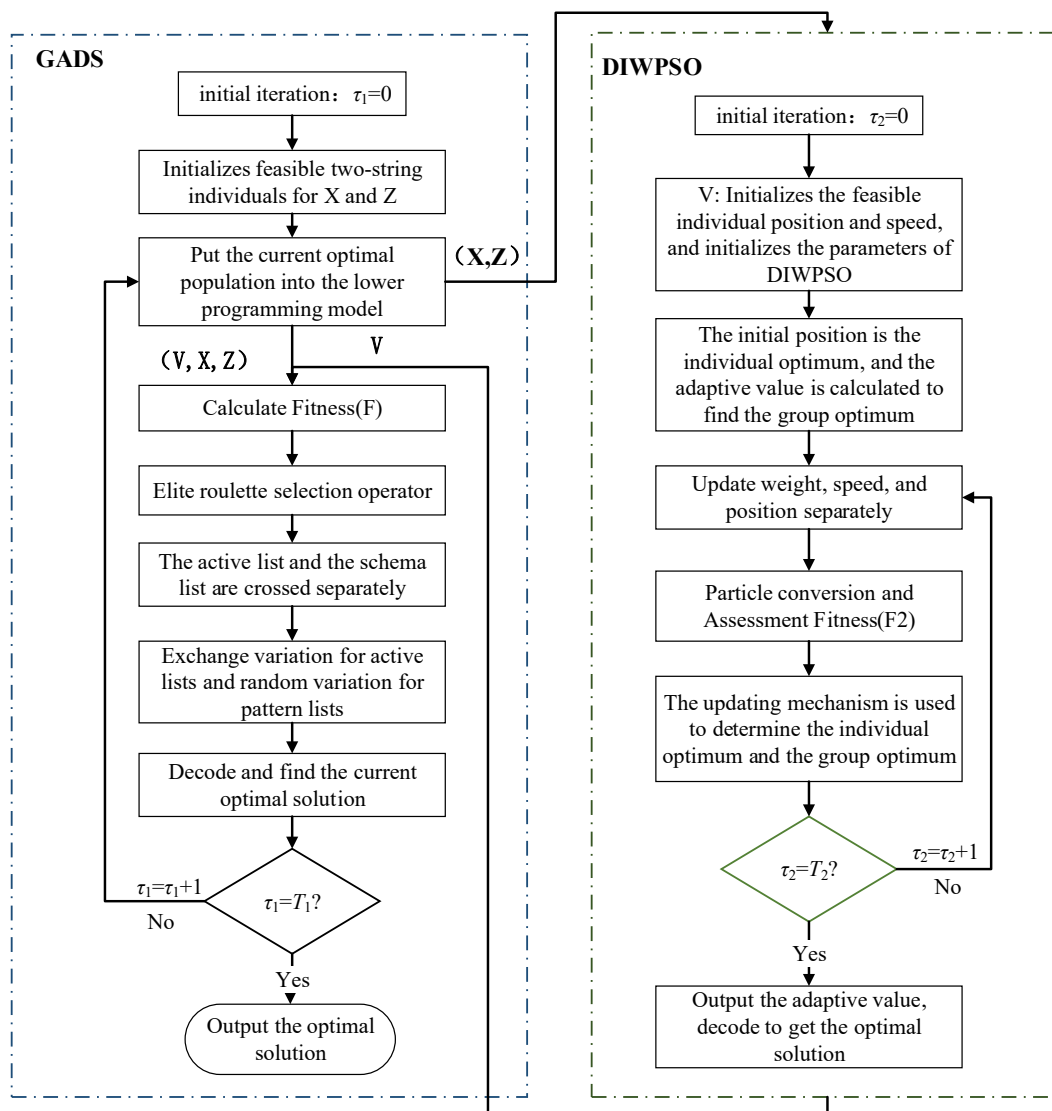 GADS
initial iteration：τ₁=0
Initializes feasible two-string
individuals for X and Z
Put the current optimal
population into the lower
programming model
（X,Z）
（V,X,Z）
V
Calculate Fitness(F)
Elite roulette selection operator
The active list and the schema
list are crossed separately
Exchange variation for active
lists and random variation for
pattern lists
Decode and find the current
optimal solution
τ₁=τ₁+1
No
τ₁=T₁?
Yes
Output the optimal
solution
DIWPSO
initial iteration：τ₂=0
V: Initializes the feasible
individual position and speed,
and initializes the parameters of
DIWPSO
The initial position is the
individual optimum, and the
adaptive value is calculated to
find the group optimum
Update weight, speed, and
position separately
Particle conversion and
Assessment Fitness(F2)
The updating mechanism is used
to determine the individual
optimum and the group optimum
τ₂=T₂?
τ₂=τ₂+1
No
Yes
Output the adaptive value,
decode to get the optimal
solution